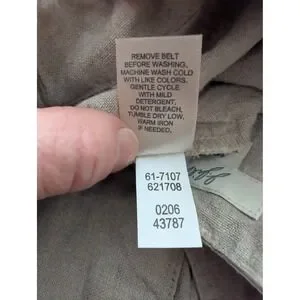 REMOVE BELT
BEFORE WASHING,
MACHINE WASH COLD
WITH LIKE COLORS.
GENTLE CYCLE
WITH MILD
DETERGENT,
DO NOT BLEACH,
TUMBLE DRY LOW,
WARM IRON
IF NEEDED,
61-7107
621708
0206
43787